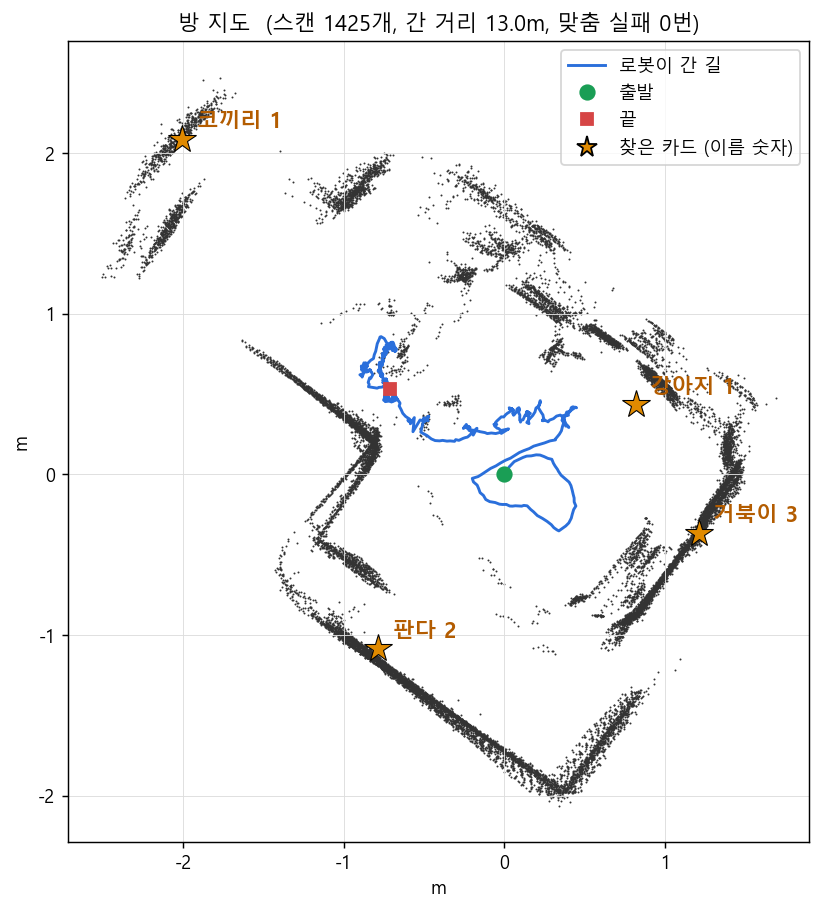 방 지도 (스캔 1425개, 간 거리 13.0m, 맞춤 실패 0번)
로봇이 간 길
출발
끝
찾은 카드 (이름 숫자)
코끼리 1
강아지 1
거북이 3
판다 2
m
2
1
0
-1
-2
-2
-1
0
1
m